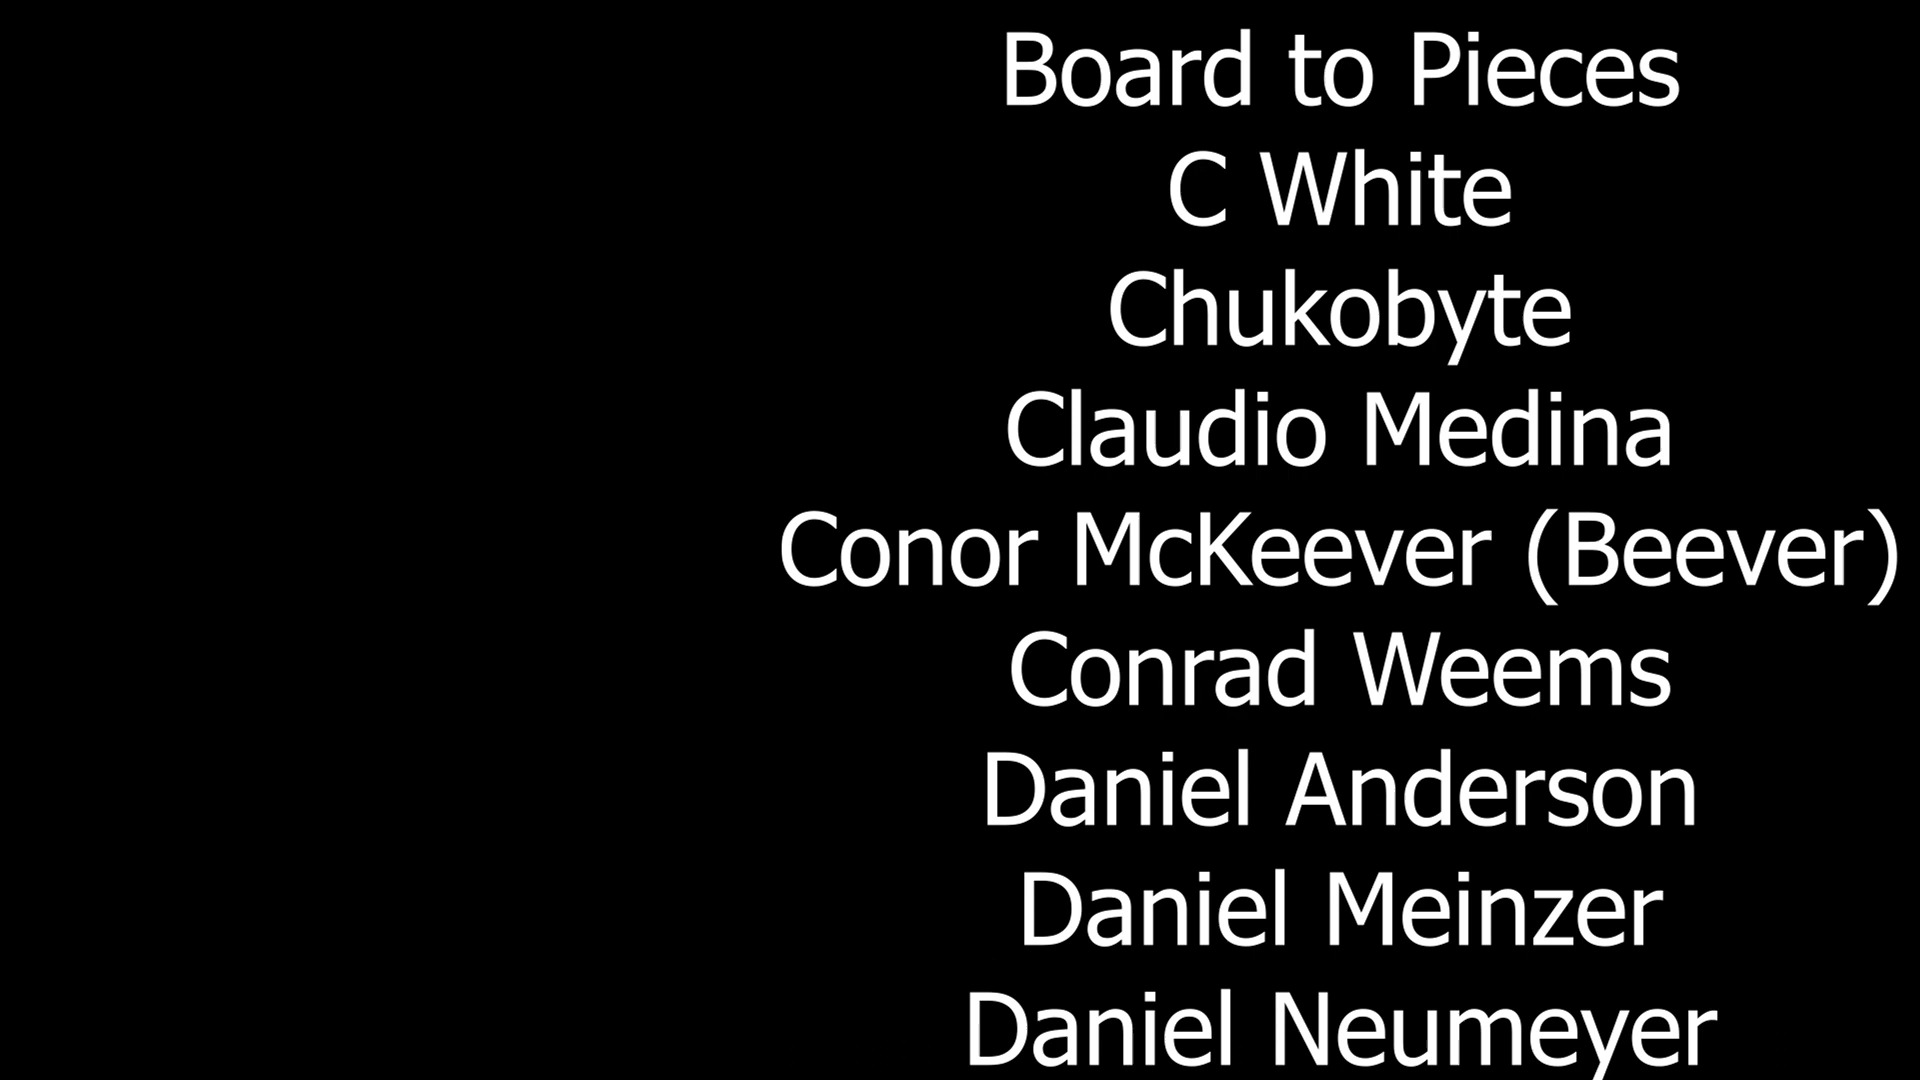 Board to Pieces
C White
Chukobyte
Claudio Medina
Conor McKeever (Beever)
Conrad Weems
Daniel Anderson
Daniel Meinzer
Daniel Neumeyer